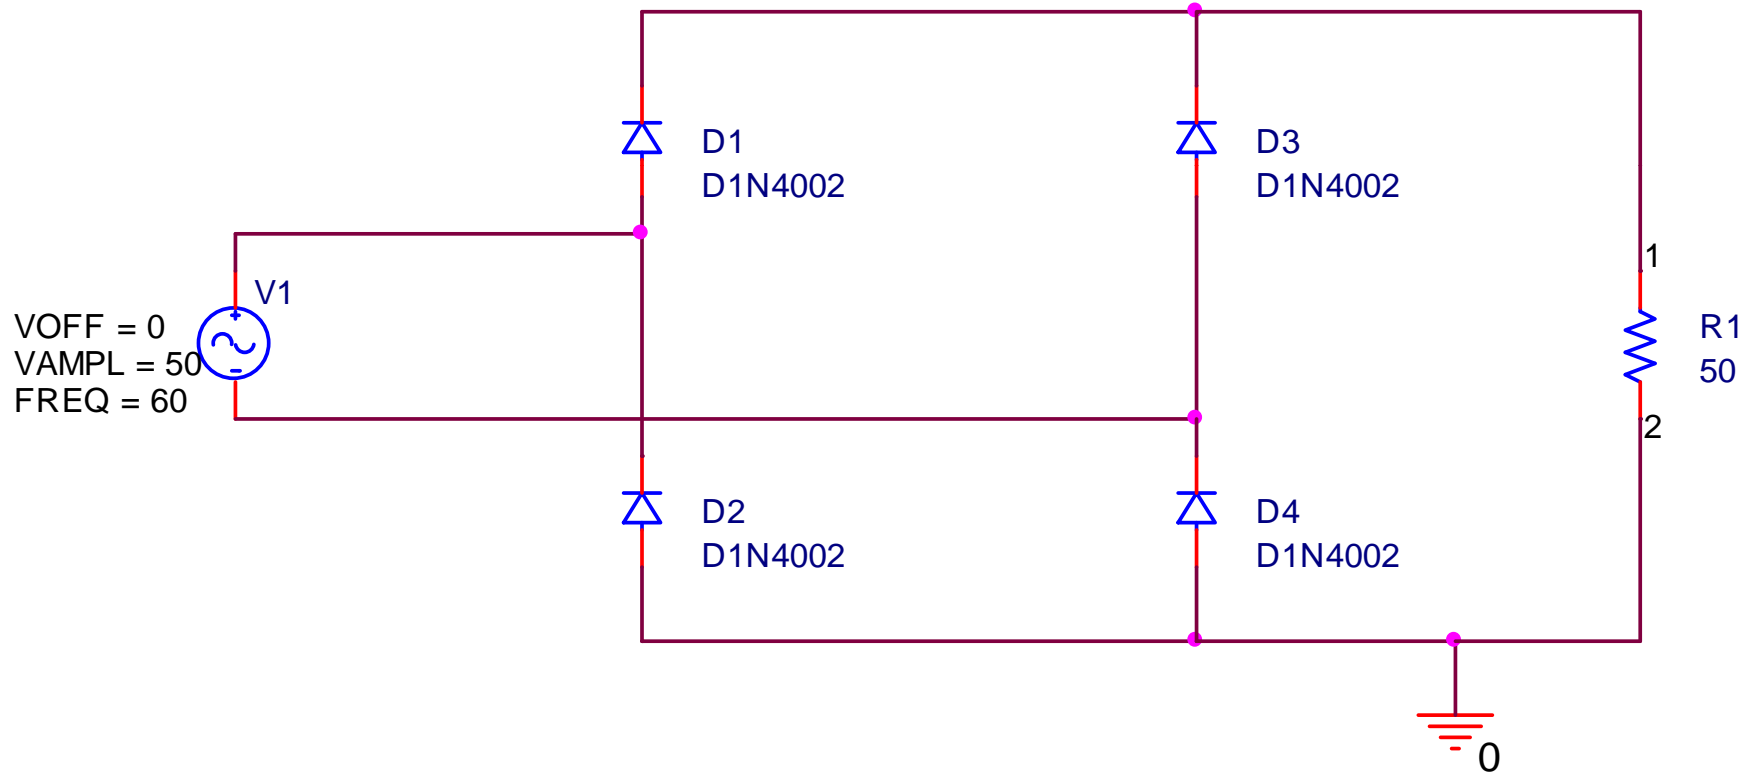 D1
D1N4002
D3
D1N4002
1
V1
VOFF = 0
VAMPL = 50
FREQ = 60
R1
50
2
D2
D1N4002
D4
D1N4002
0